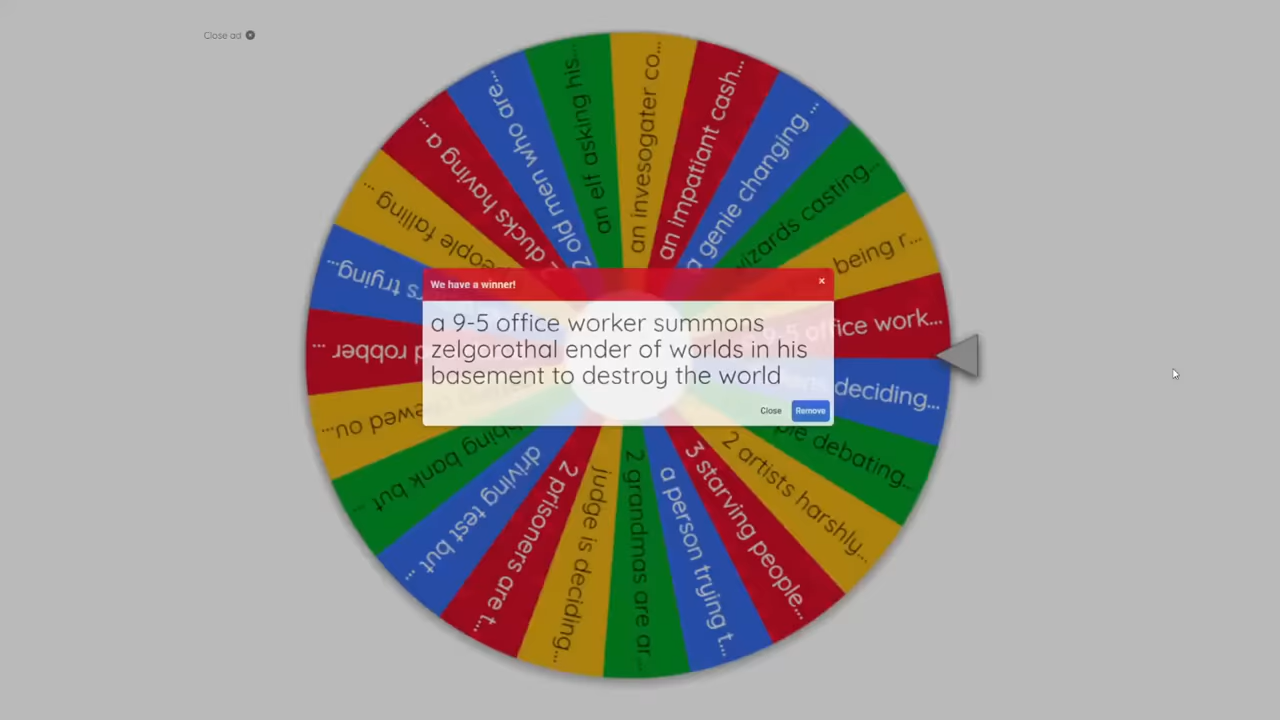 Close ad
We have a winner!
a 9-5 office worker summons
zelgorothal ender of worlds in his
basement to destroy the world
Close Remove
an invesogater co...
an impatiant cash...
a genie changing ...
wizards casting...
being r...
9-5 office work...
deciding...
debating...
2 artists harshly...
3 starving people...
a person trying t...
2 grandmas are ar...
judge is deciding...
2 prisoners are t...
driving test but ...
bank but ...
ou...
robber ...
trying...
people falling ...
ducks having a ...
2 old men who are...
an elf asking his...